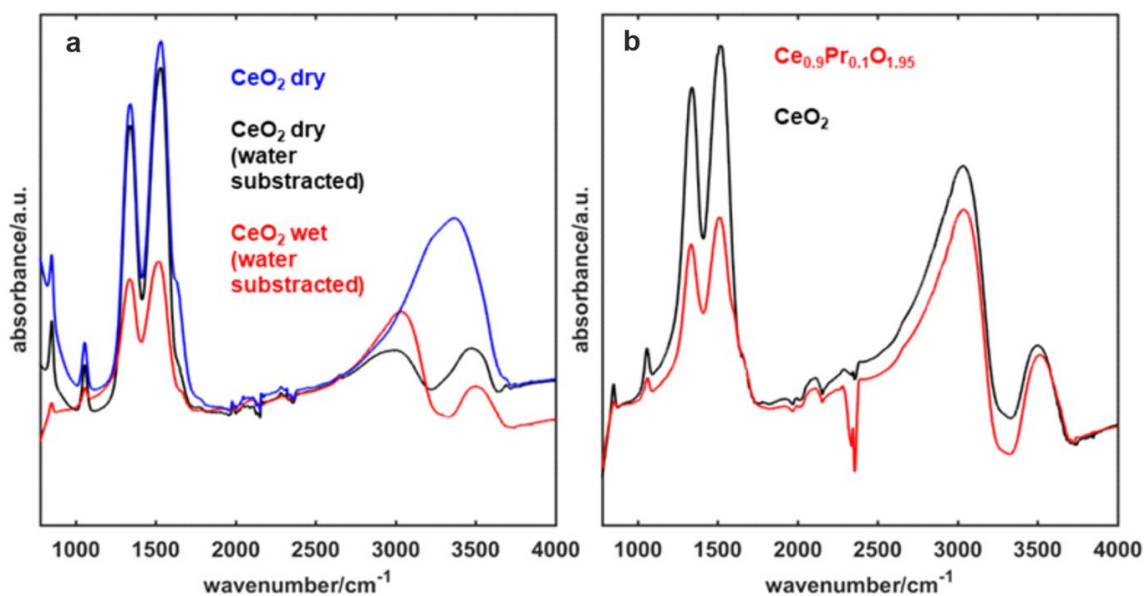 a
CeO₂ dry
CeO₂ dry
(water
substracted)
CeO₂ wet
(water
substracted)
absorbance/a.u.
1000 1500 2000 2500 3000 3500 4000
wavenumber/cm⁻¹
b
Ce₀.₉Pr₀.₁O₁.₉₅
CeO₂
absorbance/a.u.
1000 1500 2000 2500 3000 3500 4000
wavenumber/cm⁻¹